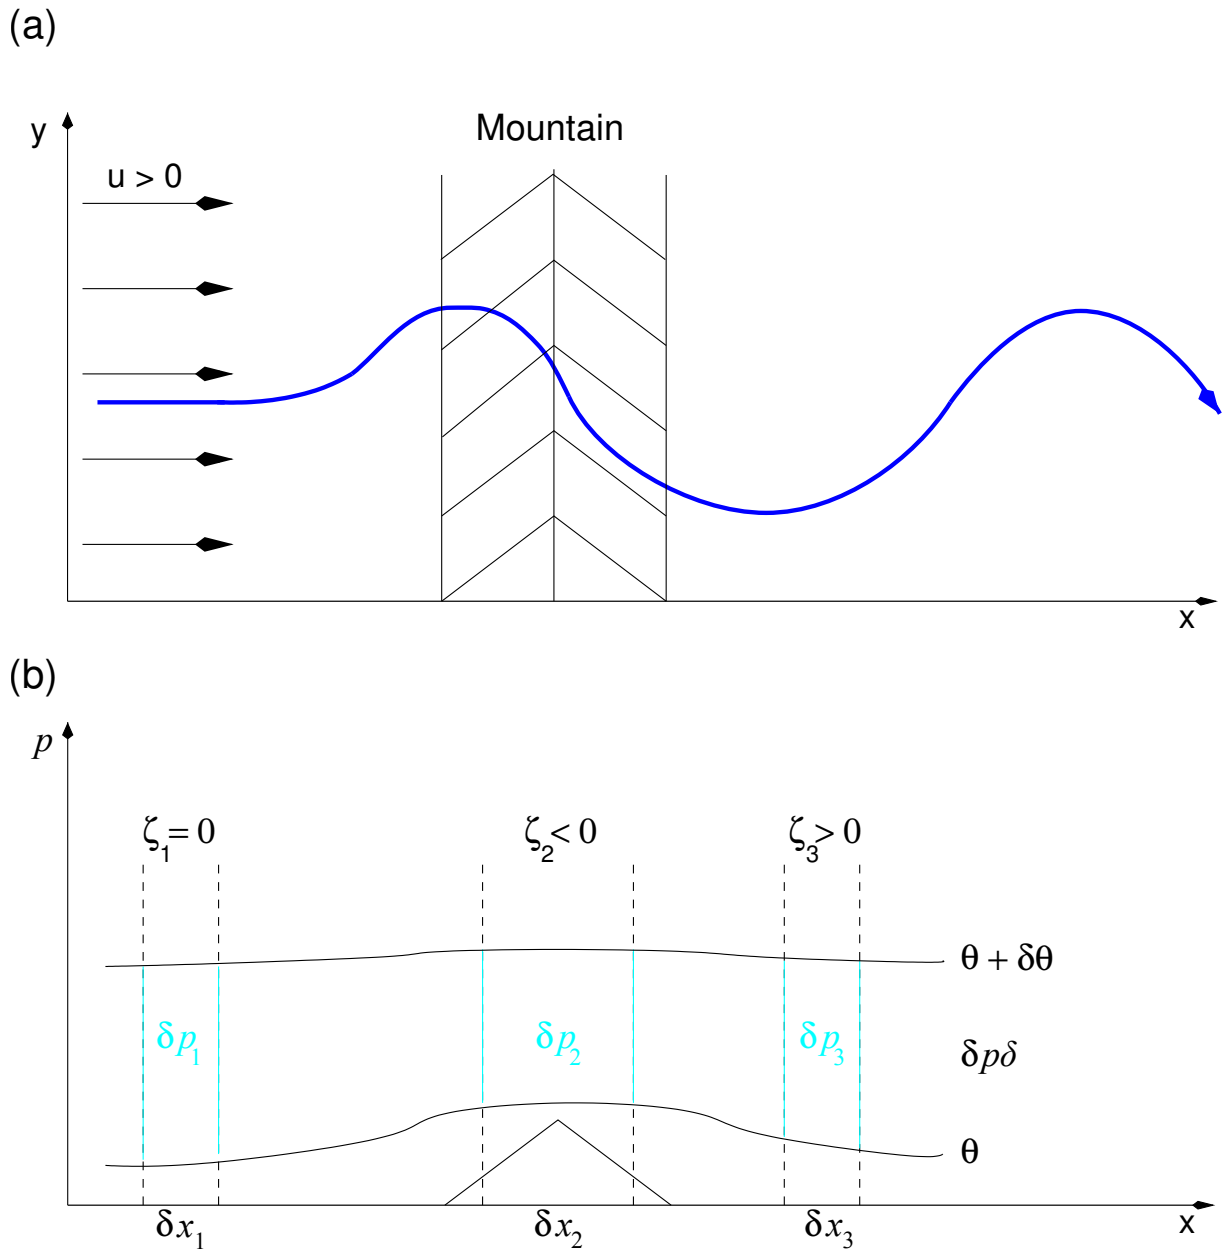 (a)
y
Mountain
u > 0
x
(b)
p
ζ₁= 0
ζ₂< 0
ζ₃> 0
θ + δθ
δp₁
δp₂
δp₃
δpδ
θ
δx₁
δx₂
δx₃
x